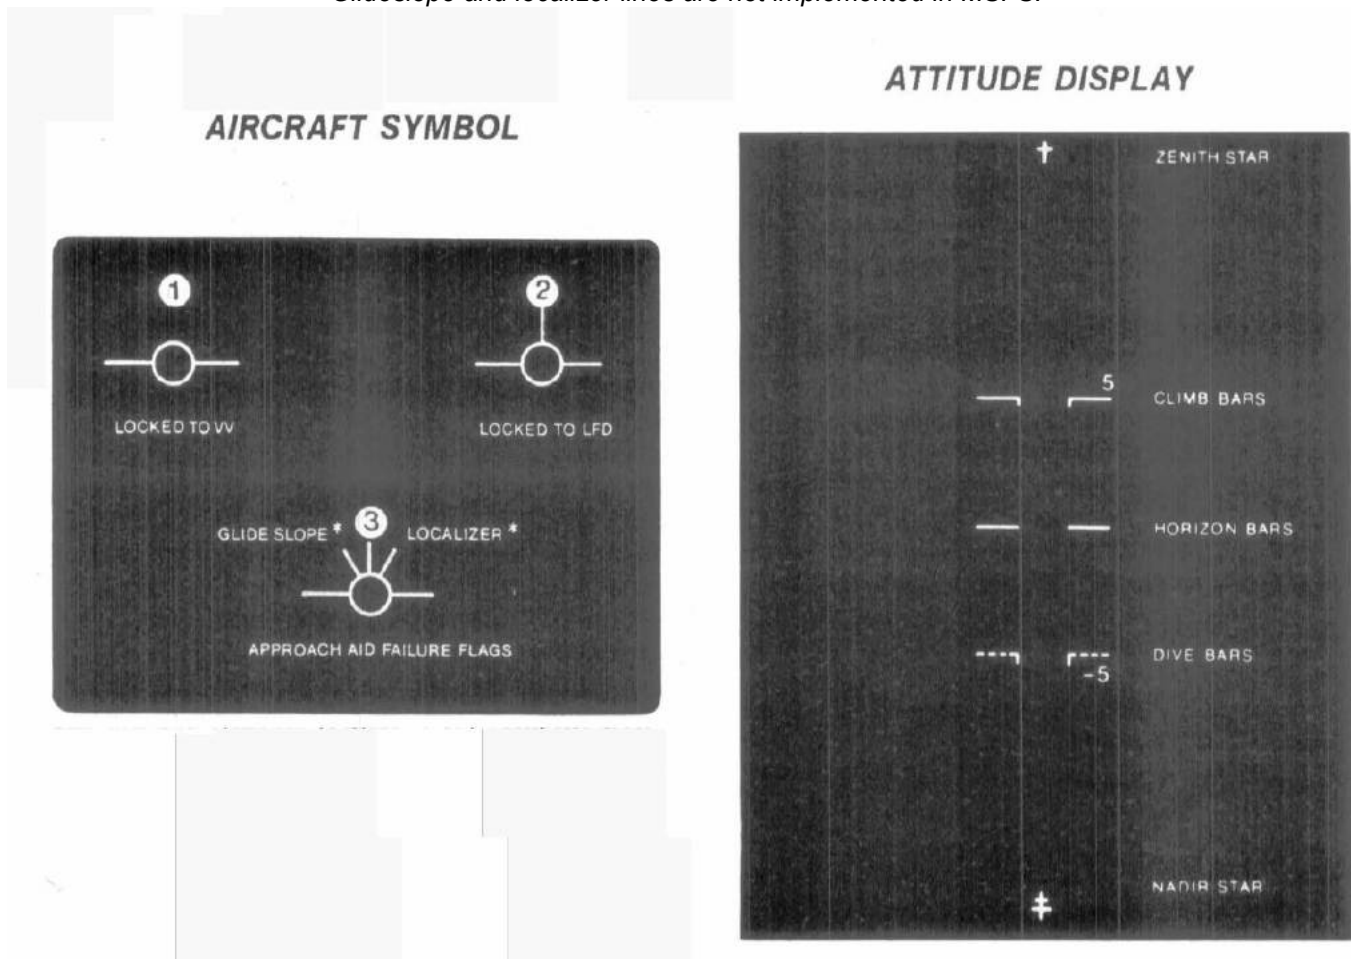 AIRCRAFT SYMBOL
1
2
LOCKED TO VV
LOCKED TO LFD
GLIDE SLOPE * 3 LOCALIZER *
APPROACH AID FAILURE FLAGS
ATTITUDE DISPLAY
ZENITH STAR
5
CLIMB BARS
HORIZON BARS
DIVE BARS
-5
NADIR STAR